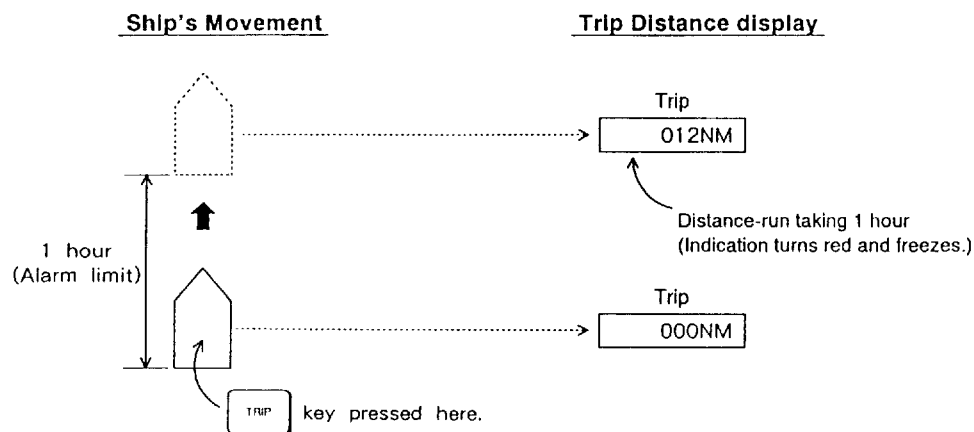 Ship's Movement
Trip Distance display
Trip
012NM
1 hour
(Alarm limit)
Distance-run taking 1 hour
(Indication turns red and freezes.)
Trip
000NM
TRIP key pressed here.